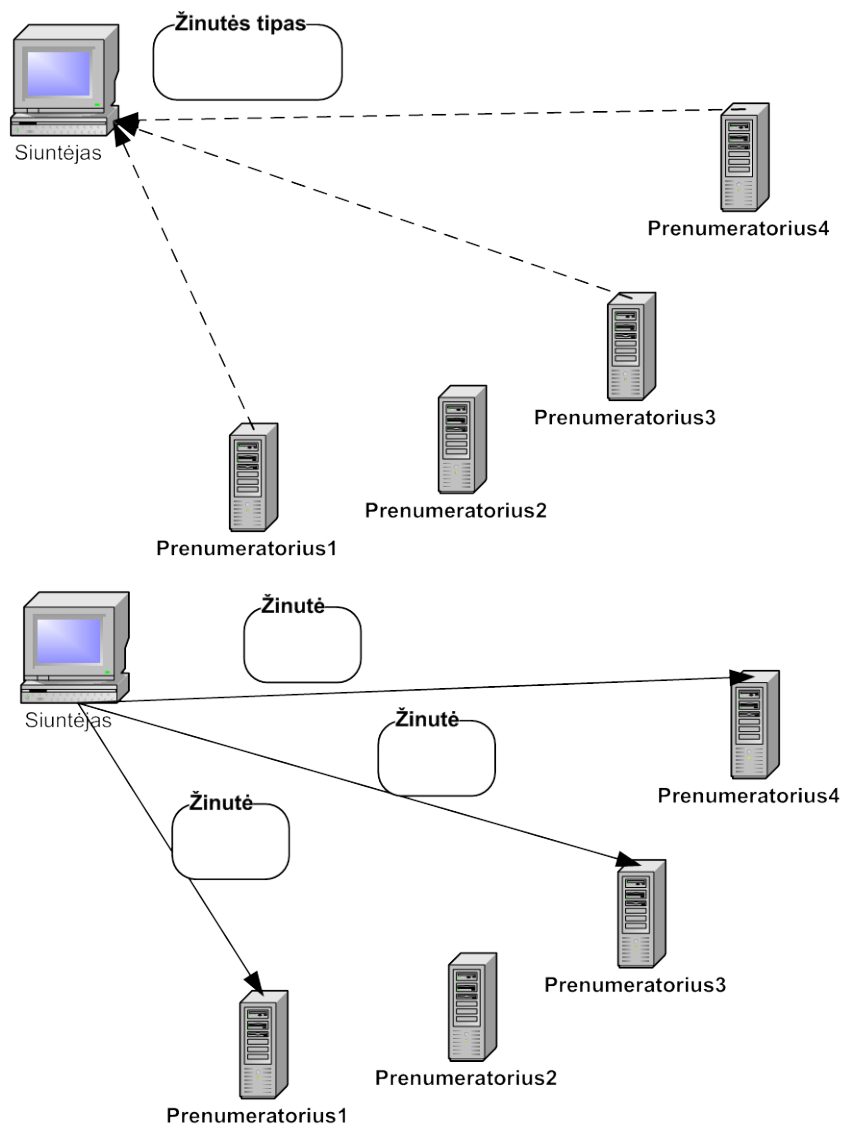 Žinutės tipas
Siuntėjas
Prenumeratorius4
Prenumeratorius3
Prenumeratorius2
Prenumeratorius1
Žinutė
Siuntėjas
Žinutė
Prenumeratorius4
Žinutė
Prenumeratorius3
Prenumeratorius2
Prenumeratorius1